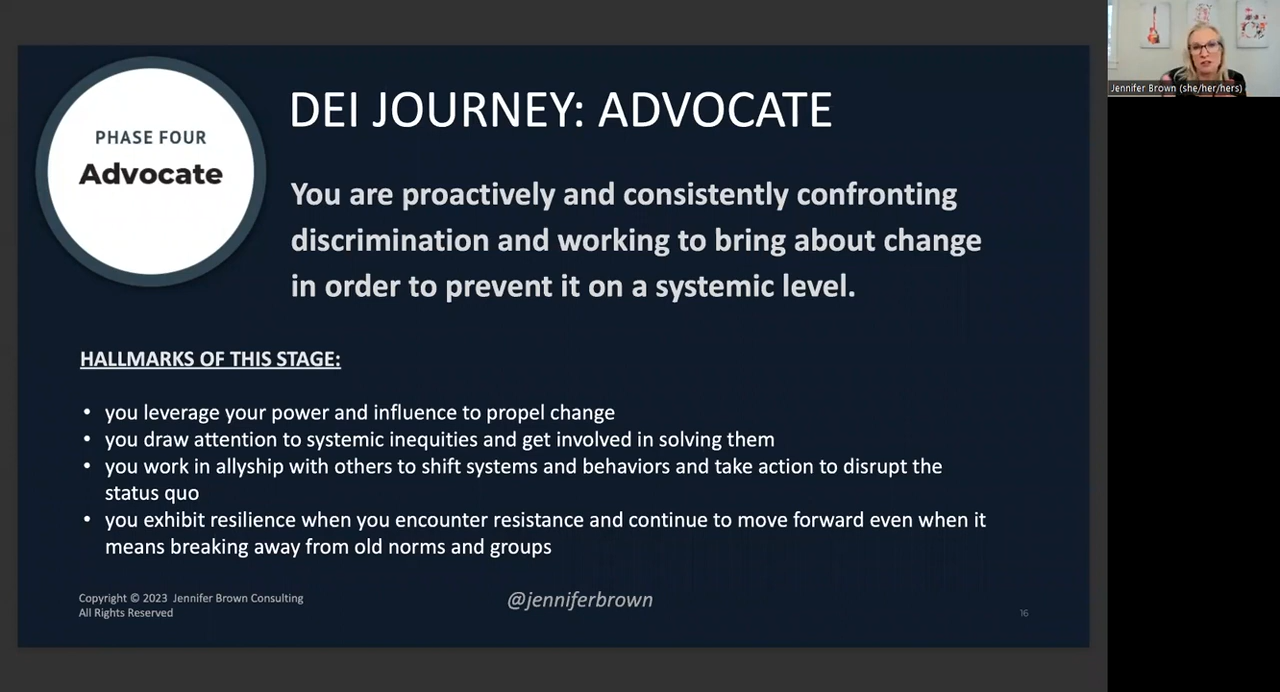 PHASE FOUR
Advocate
DEI JOURNEY: ADVOCATE
You are proactively and consistently confronting
discrimination and working to bring about change
in order to prevent it on a systemic level.
HALLMARKS OF THIS STAGE:
• you leverage your power and influence to propel change
• you draw attention to systemic inequities and get involved in solving them
• you work in allyship with others to shift systems and behaviors and take action to disrupt the
status quo
• you exhibit resilience when you encounter resistance and continue to move forward even when it
means breaking away from old norms and groups
Copyright © 2023 Jennifer Brown Consulting
All Rights Reserved
@jenniferbrown
16
Jennifer Brown (she/her/hers)